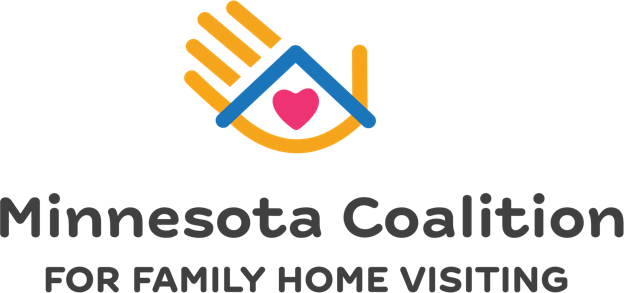 Minnesota Coalition
FOR FAMILY HOME VISITING